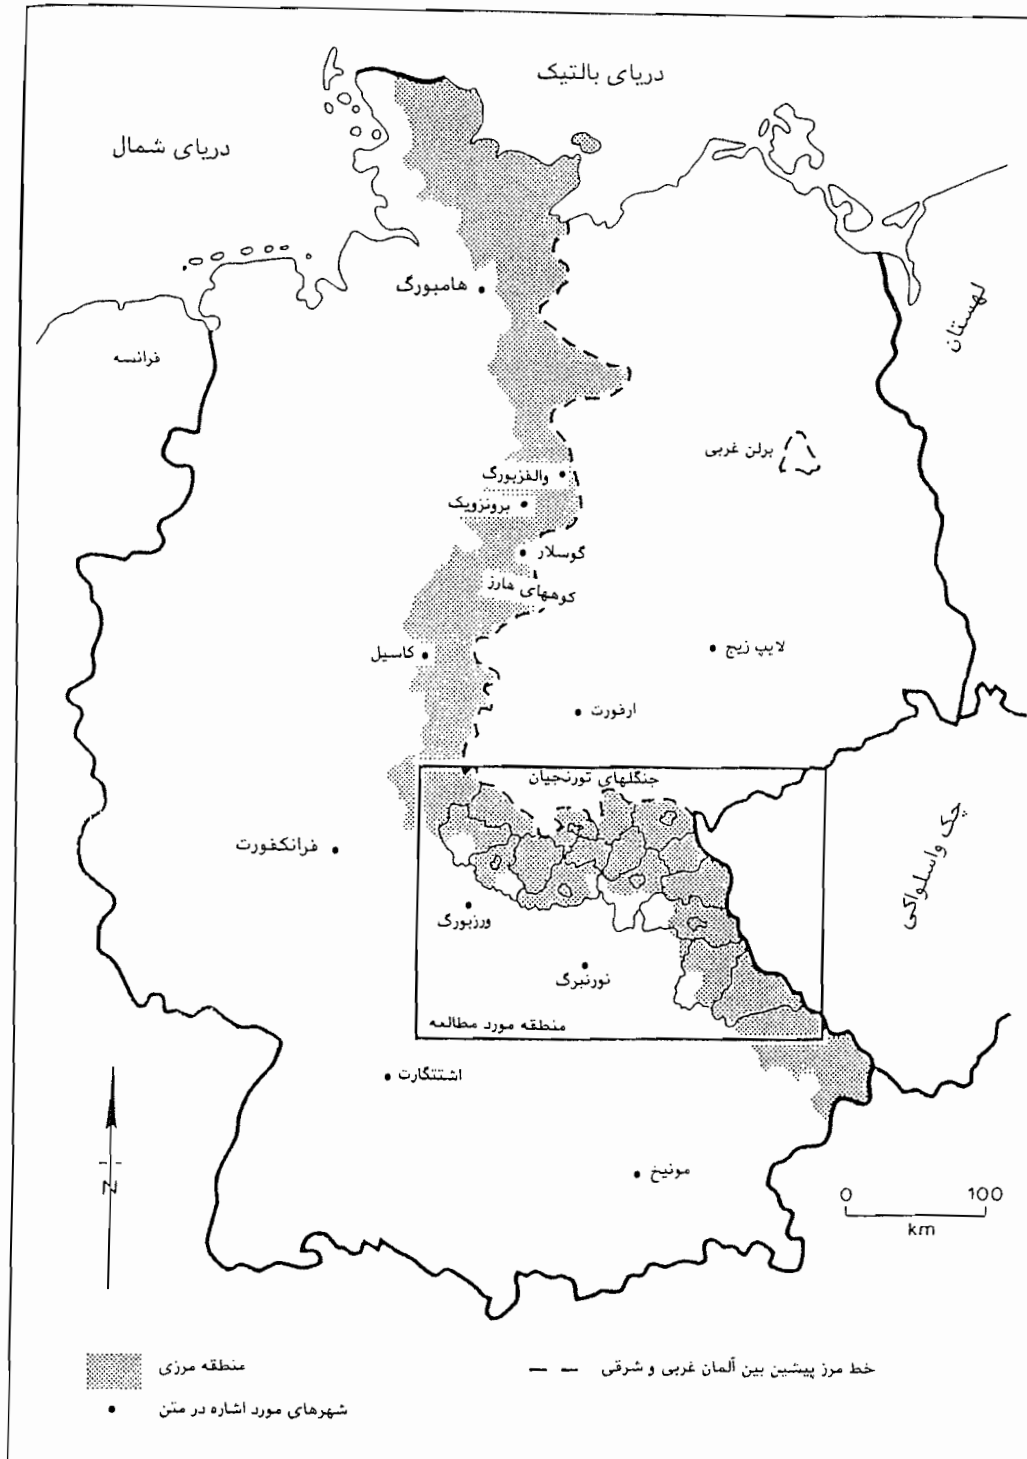 دریای بالتیک
دریای شمال
هامبورگ
لهستان
فرانسه
برلن غربی
والفزبورگ
برونزویک
گوسلار
کوههای هارز
لایپ زیج
کاسیل
ارفورت
جنگلهای تورنجیان
چک واسلواکی
فرانکفورت
ورزبورگ
نورنبرگ
منطقه مورد مطالعه
اشتتگارت
N
مونیخ
0 100
km
منطقه مرزی
خط مرز پیشین بین آلمان غربی و شرقی
شهرهای مورد اشاره در متن